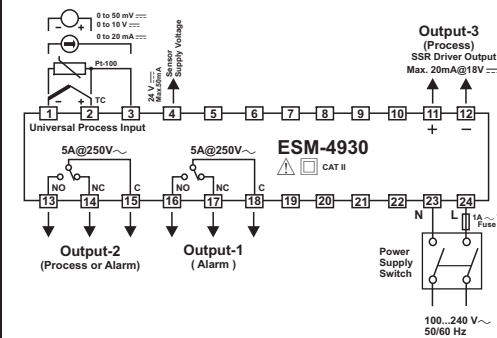 0 to 50 mV
0 to 10 V
0 to 20 mA
Pt-100
- + TC
24 V
Max.50mA
Sensor
Supply Voltage
Output-3
(Process)
SSR Driver Output
Max. 20mA@18V
1 2 3 4 5 6 7 8 9 10 11 12
Universal Process Input
+ −
5A@250V~
5A@250V~
ESM-4930
CAT II
NO NC C
NO NC C
13 14 15 16 17 18 19 20 21 22 23 24
N L
1A ~
Fuse
Output-2
(Process or Alarm)
Output-1
( Alarm )
Power
Supply
Switch
100...240 V~
50/60 Hz